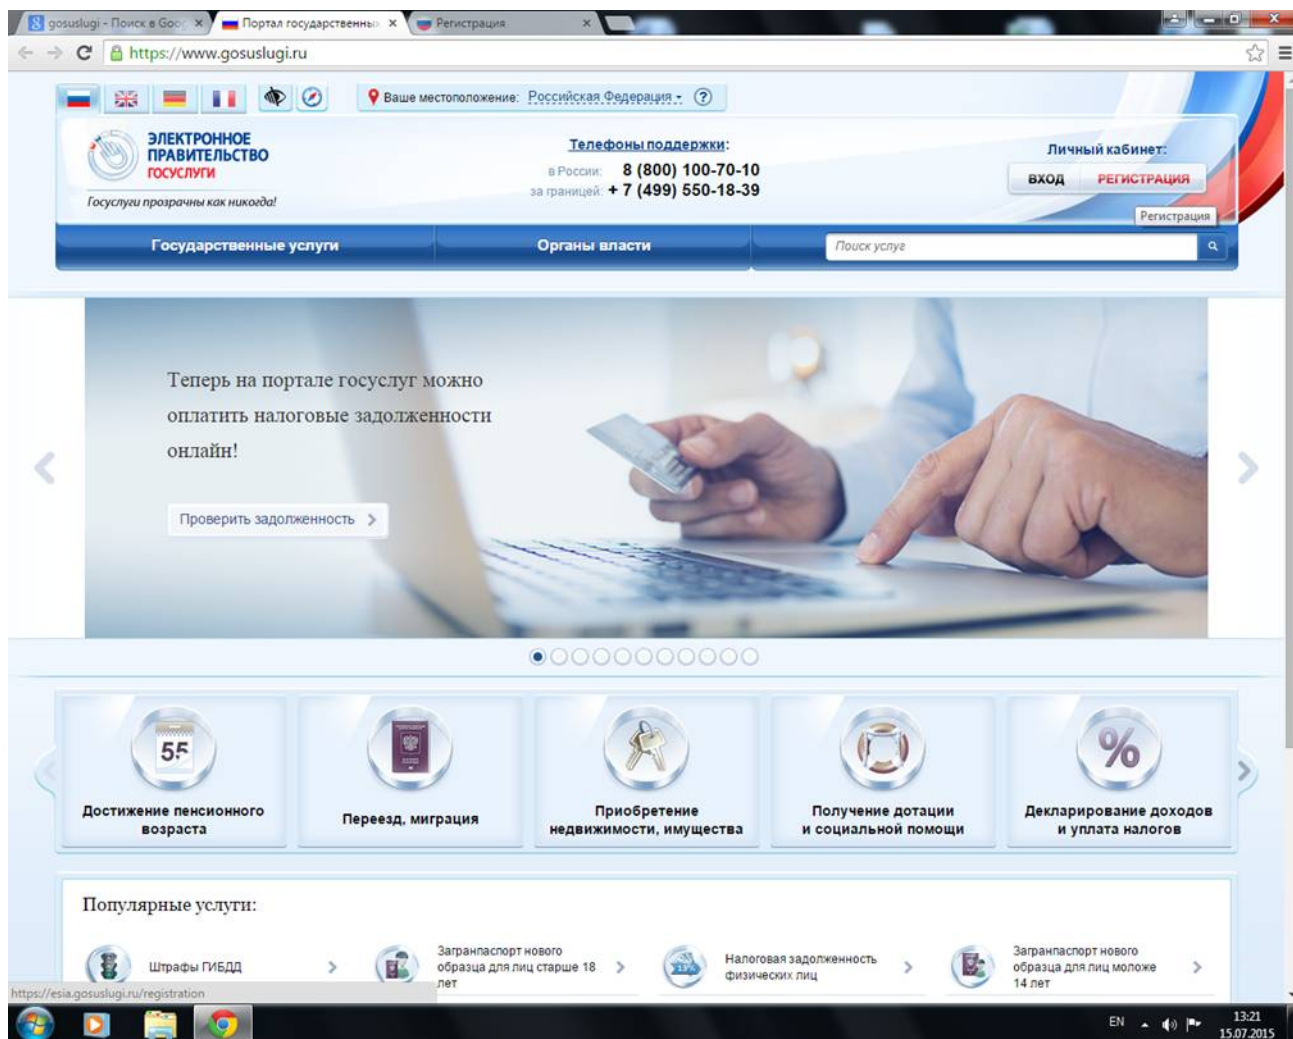 gosuslugi - Поиск в Goog
Портал государственны
Регистрация
https://www.gosuslugi.ru
Ваше местоположение: Российская Федерация
?
ЭЛЕКТРОННОЕ
ПРАВИТЕЛЬСТВО
ГОСУСЛУГИ
Госуслуги прозрачны как никогда!
Телефоны поддержки:
в России: 8 (800) 100-70-10
за границей: + 7 (499) 550-18-39
Личный кабинет:
ВХОД РЕГИСТРАЦИЯ
Регистрация
Государственные услуги
Органы власти
Поиск услуг
Теперь на портале госуслуг можно
оплатить налоговые задолженности
онлайн!
Проверить задолженность
55
%
Достижение пенсионного
возраста
Переезд, миграция
Приобретение
недвижимости, имущества
Получение дотации
и социальной помощи
Декларирование доходов
и уплата налогов
Популярные услуги:
Штрафы ГИБДД
Загранпаспорт нового
образца для лиц старше 18
лет
13%
Налоговая задолженность
физических лиц
Загранпаспорт нового
образца для лиц моложе
14 лет
https://esia.gosuslugi.ru/registration
EN
13:21
15.07.2015